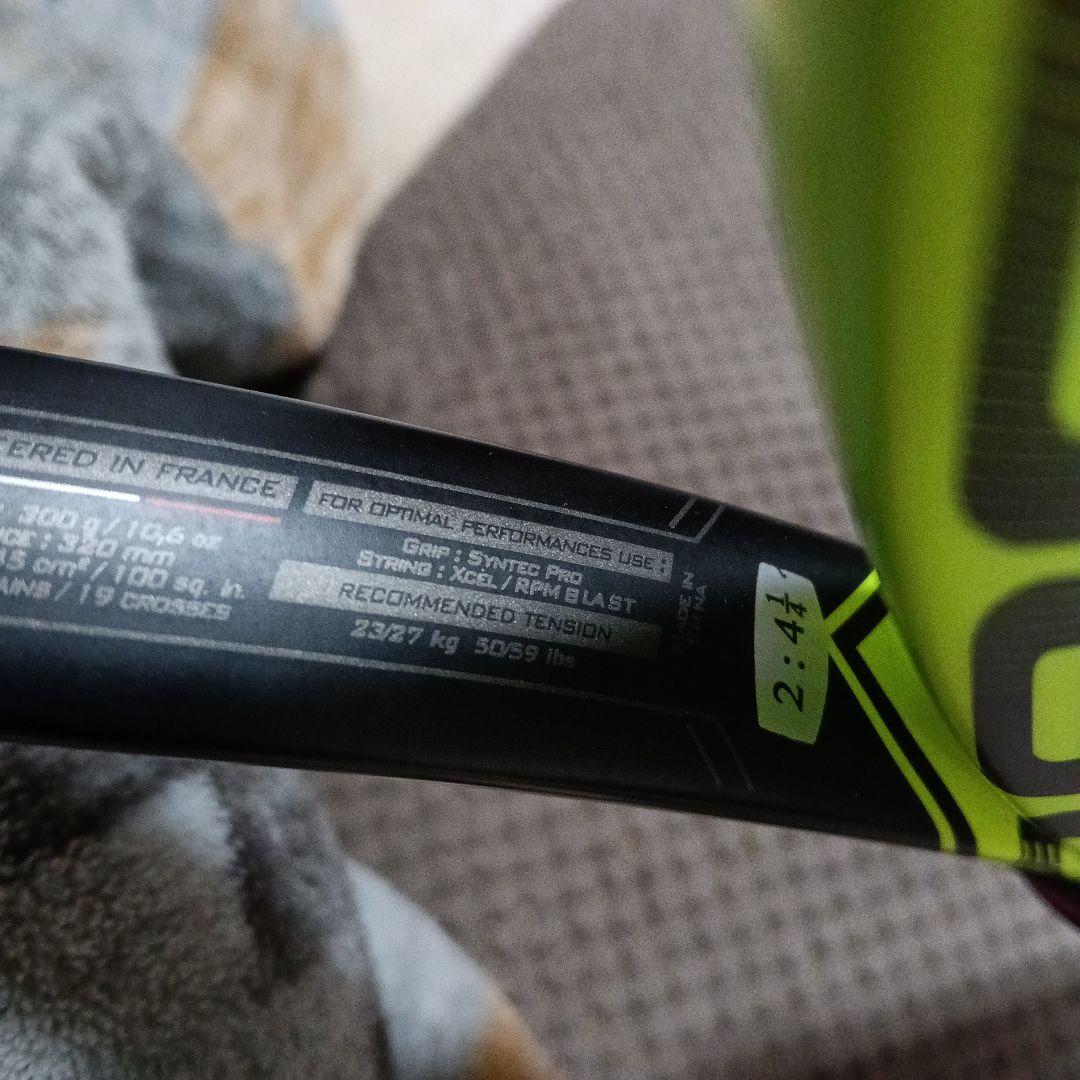 ERED IN FRANCE
300 g / 10,6 oz
: 320 mm
/ 100 sq. in.
/ 19 CROSSES
FOR OPTIMAL PERFORMANCES USE :
GRIP : SYNTEC PRO
STRING : XCEL / RPM BLAST
RECOMMENDED TENSION
23/27 kg 50/59 lbs
MADE IN
CHINA
2 : 4 1/4